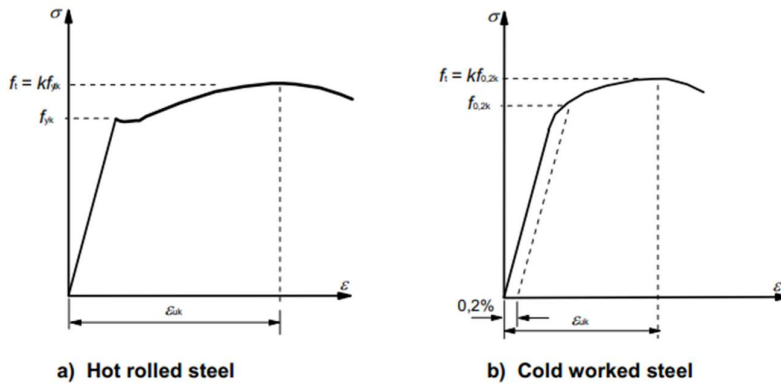 σ
fₜ = kfyk
fyk
ε
εuk
a) Hot rolled steel
σ
fₜ = kf0,2k
f0,2k
ε
0,2%
εuk
b) Cold worked steel